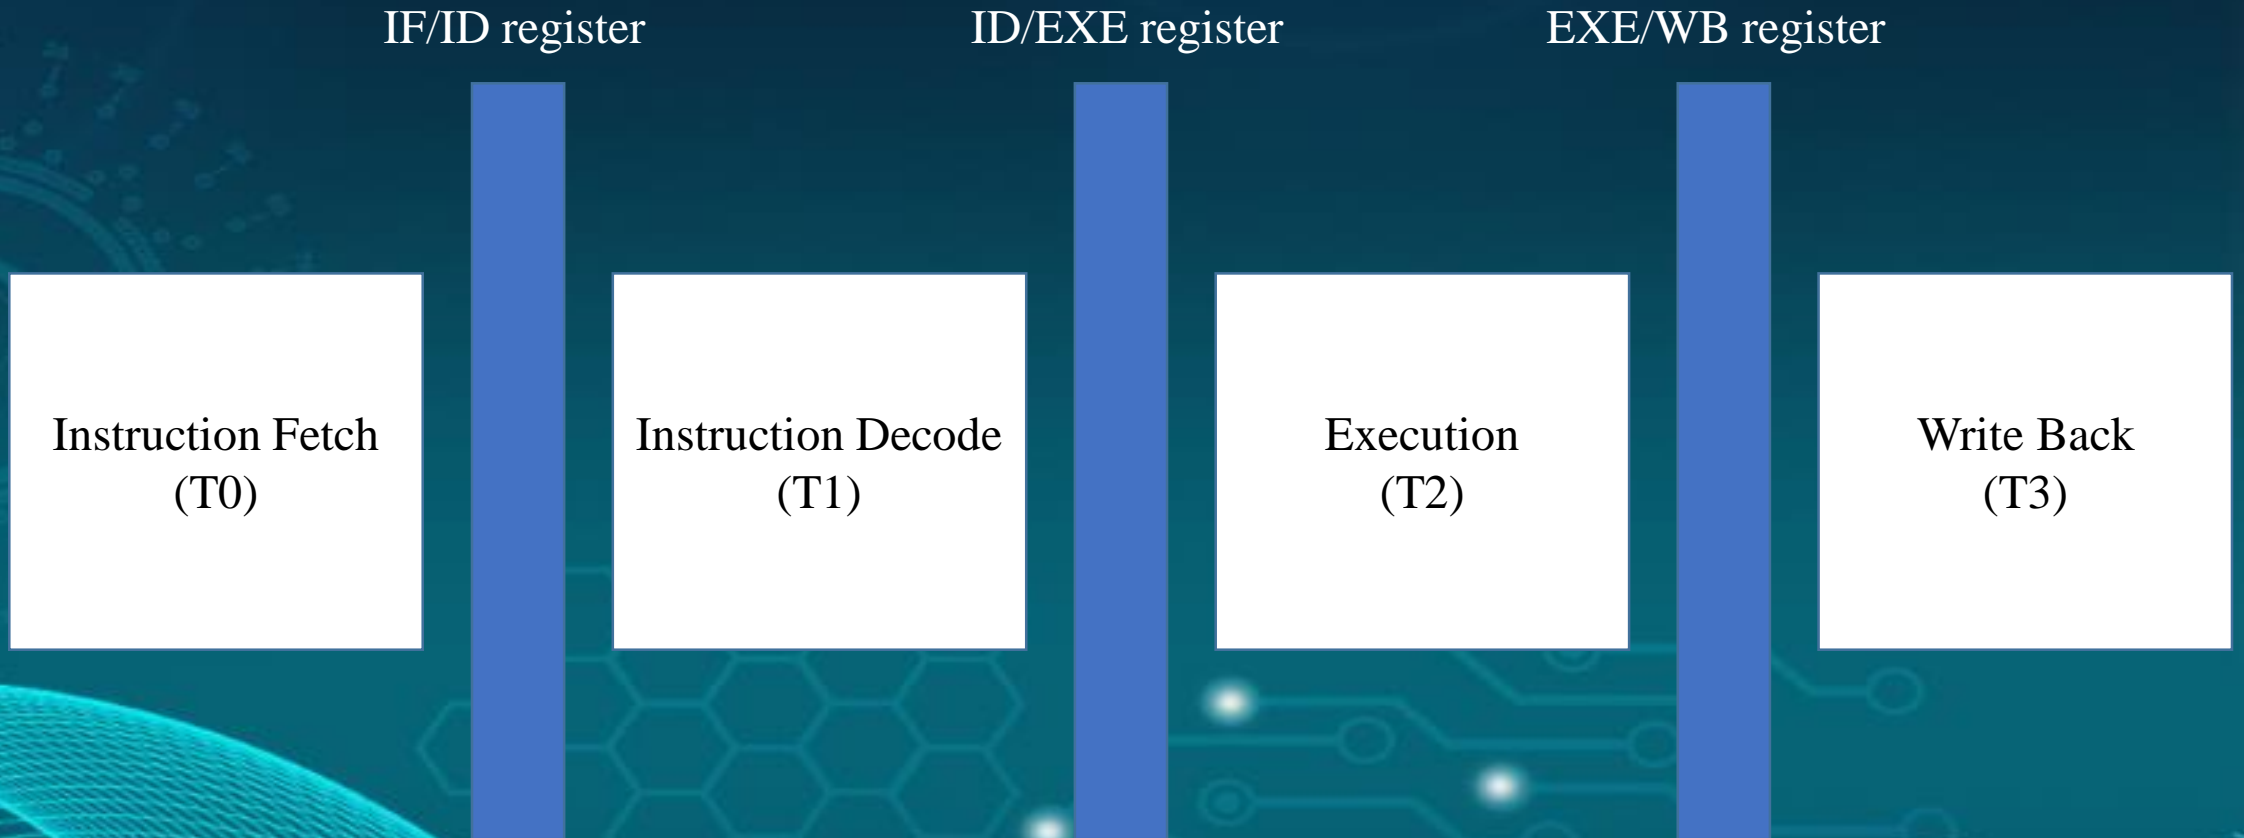 IF/ID register
ID/EXE register
EXE/WB register
Instruction Fetch
(T0)
Instruction Decode
(T1)
Execution
(T2)
Write Back
(T3)